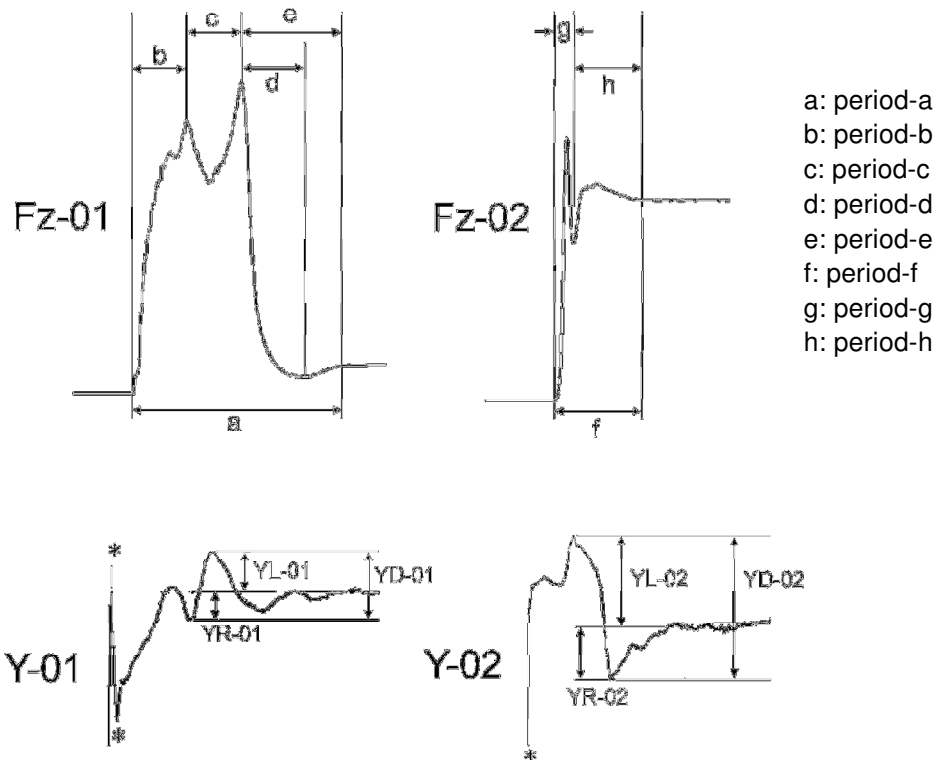 c
e
g
b
d
h
a: period-a
b: period-b
c: period-c
d: period-d
e: period-e
f: period-f
g: period-g
h: period-h
Fz-01
Fz-02
a
f
*
YL-01
YD-01
YR-01
Y-01
*
YL-02
YD-02
Y-02
YR-02
*